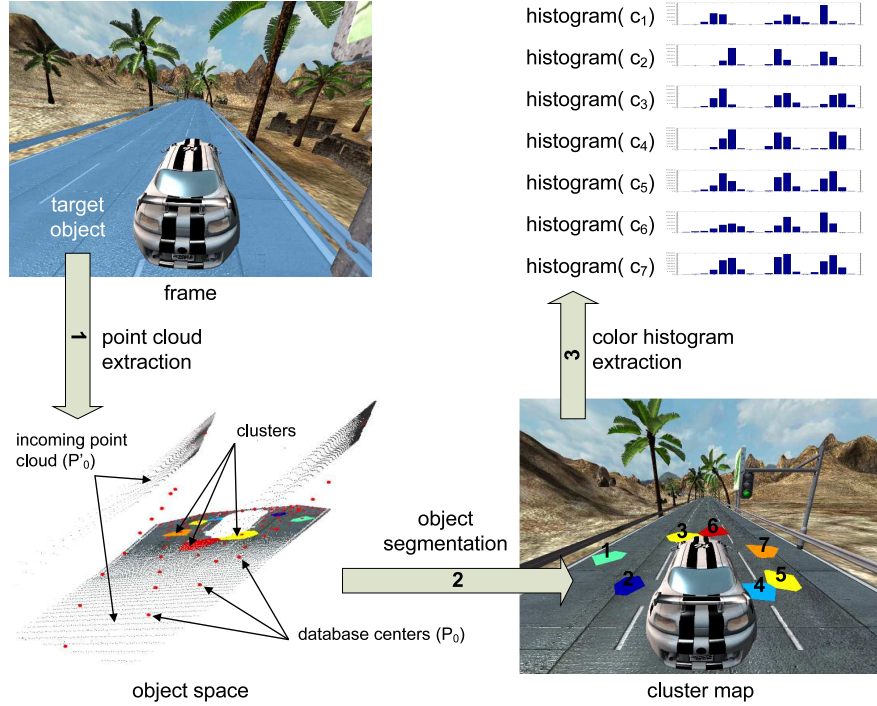 target
object
frame
1
point cloud
extraction
incoming point
cloud (P'₀)
clusters
database centers (P₀)
object space
object
segmentation
2
1
2
3
4
5
6
7
cluster map
3
color histogram
extraction
histogram( c₁)
histogram( c₂)
histogram( c₃)
histogram( c₄)
histogram( c₅)
histogram( c₆)
histogram( c₇)